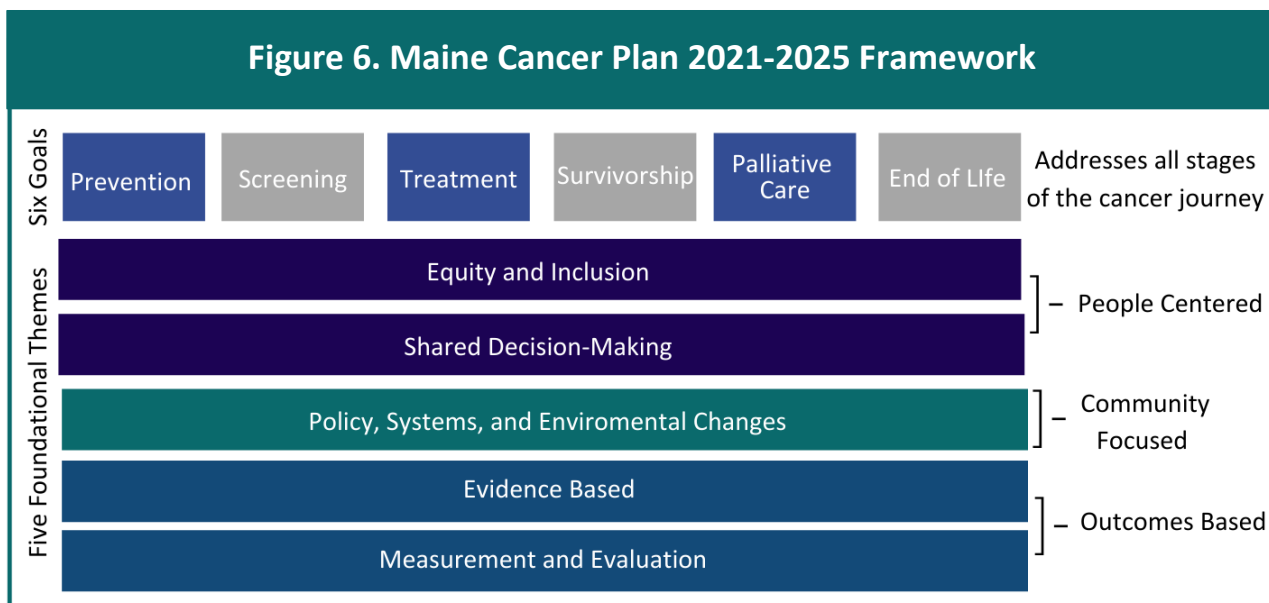 Figure 6. Maine Cancer Plan 2021-2025 Framework
Six Goals
Prevention
Screening
Treatment
Survivorship
Palliative
Care
End of LIfe
Addresses all stages
of the cancer journey
Five Foundational Themes
Equity and Inclusion
Shared Decision-Making
– People Centered
Policy, Systems, and Enviromental Changes
– Community
Focused
Evidence Based
Measurement and Evaluation
– Outcomes Based